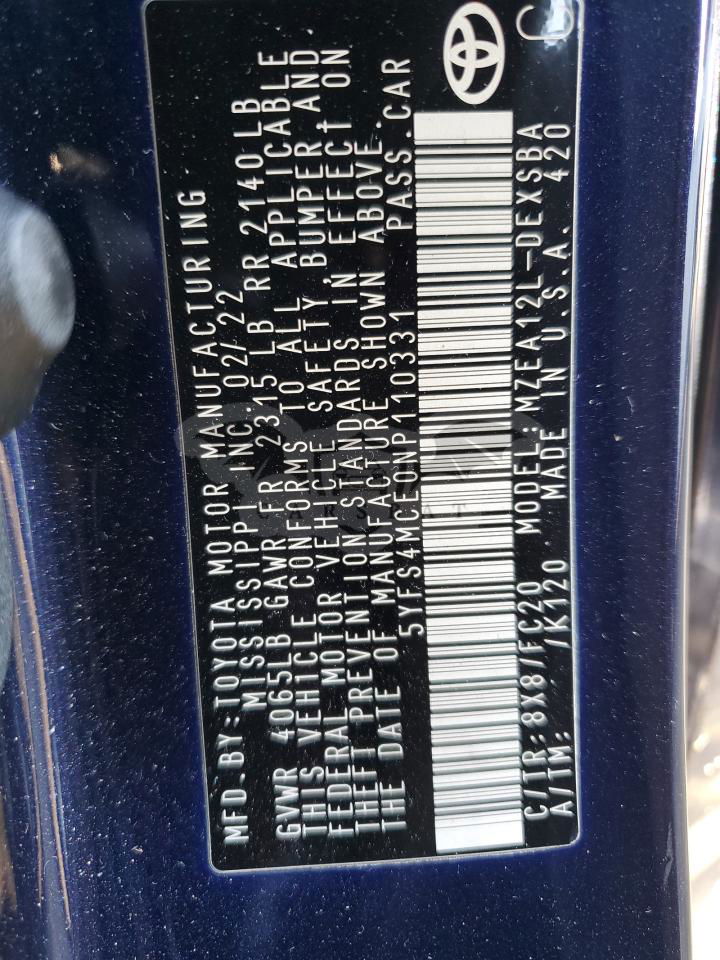 MFD.BY:TOYOTA MOTOR MANUFACTURING
MISSISSIPPI INC. 02/22
GVWR 4065LB GAWR FR 2315 LB RR 2140 LB
THIS VEHICLE CONFORMS TO ALL APPLICABLE
FEDERAL MOTOR VEHICLE SAFETY, BUMPER, AND
THEFT PREVENTION STANDARDS IN EFFECT ON
THE DATE OF MANUFACTURE SHOWN ABOVE.
5YFS4MCE0NP110331 PASS.CAR
C/TR:8X8/FC20 MODEL:MZEA12L-DEXSBA
A/TM: /K120 MADE IN U.S.A. 420